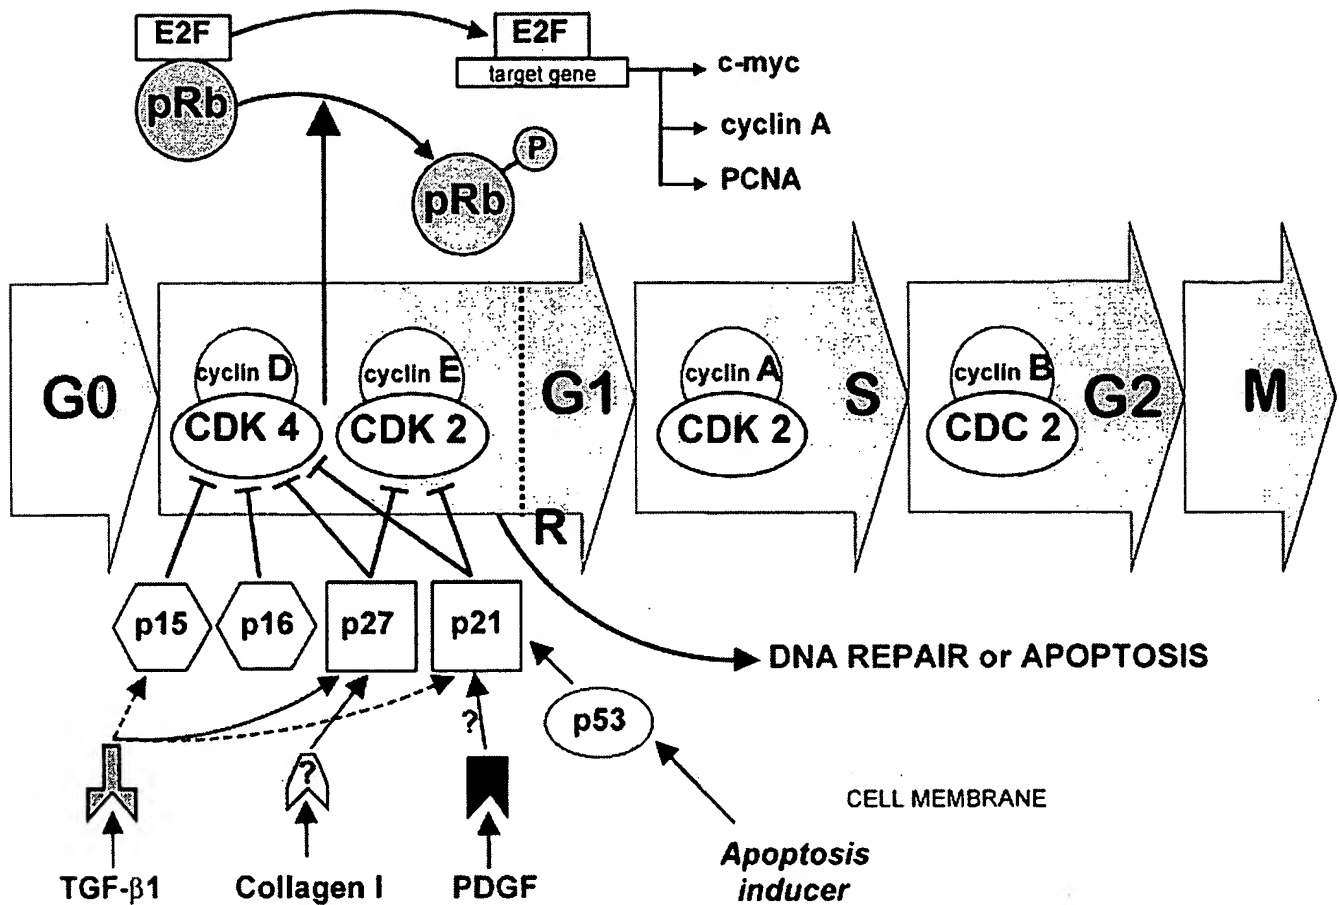 E2F
E2F
target gene
c-myc
pRb
cyclin A
P
PCNA
pRb
G0
cyclin D
CDK 4
cyclin E
CDK 2
G1
R
cyclin A
CDK 2
S
cyclin B
CDC 2
G2
M
p15
p16
p27
p21
DNA REPAIR or APOPTOSIS
p53
?
?
CELL MEMBRANE
TGF-β1
Collagen I
PDGF
Apoptosis
inducer